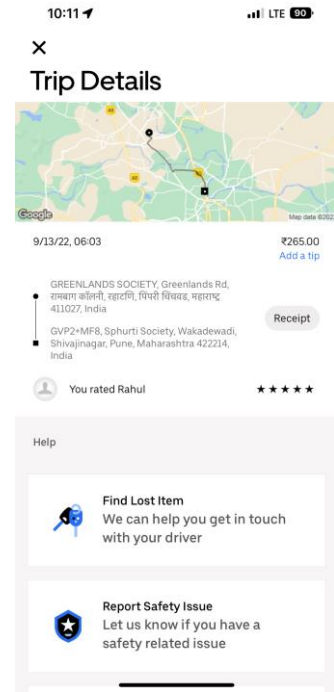 10:11
LTE 90
Trip Details
Google
Map data ©202
9/13/22, 06:03
₹265.00
Add a tip
GREENLANDS SOCIETY, Greenlands Rd,
रामबाग कॉलनी, रहाटणि, पिंपरी चिंचवड, महाराष्ट्र
411027, India
GVP2+MF8, Sphurti Society, Wakadewadi,
Shivajinagar, Pune, Maharashtra 422214,
India
Receipt
You rated Rahul
★★★★★
Help
Find Lost Item
We can help you get in touch
with your driver
Report Safety Issue
Let us know if you have a
safety related issue